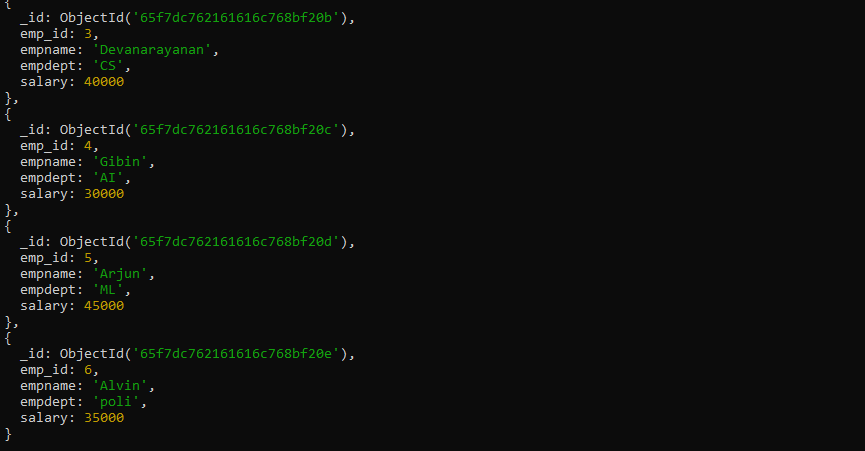 {
_id: ObjectId('65f7dc762161616c768bf20b'),
emp_id: 3,
empname: 'Devanarayanan',
empdept: 'CS',
salary: 40000
},
{
_id: ObjectId('65f7dc762161616c768bf20c'),
emp_id: 4,
empname: 'Gibin',
empdept: 'AI',
salary: 30000
},
{
_id: ObjectId('65f7dc762161616c768bf20d'),
emp_id: 5,
empname: 'Arjun',
empdept: 'ML',
salary: 45000
},
{
_id: ObjectId('65f7dc762161616c768bf20e'),
emp_id: 6,
empname: 'Alvin',
empdept: 'poli',
salary: 35000
}